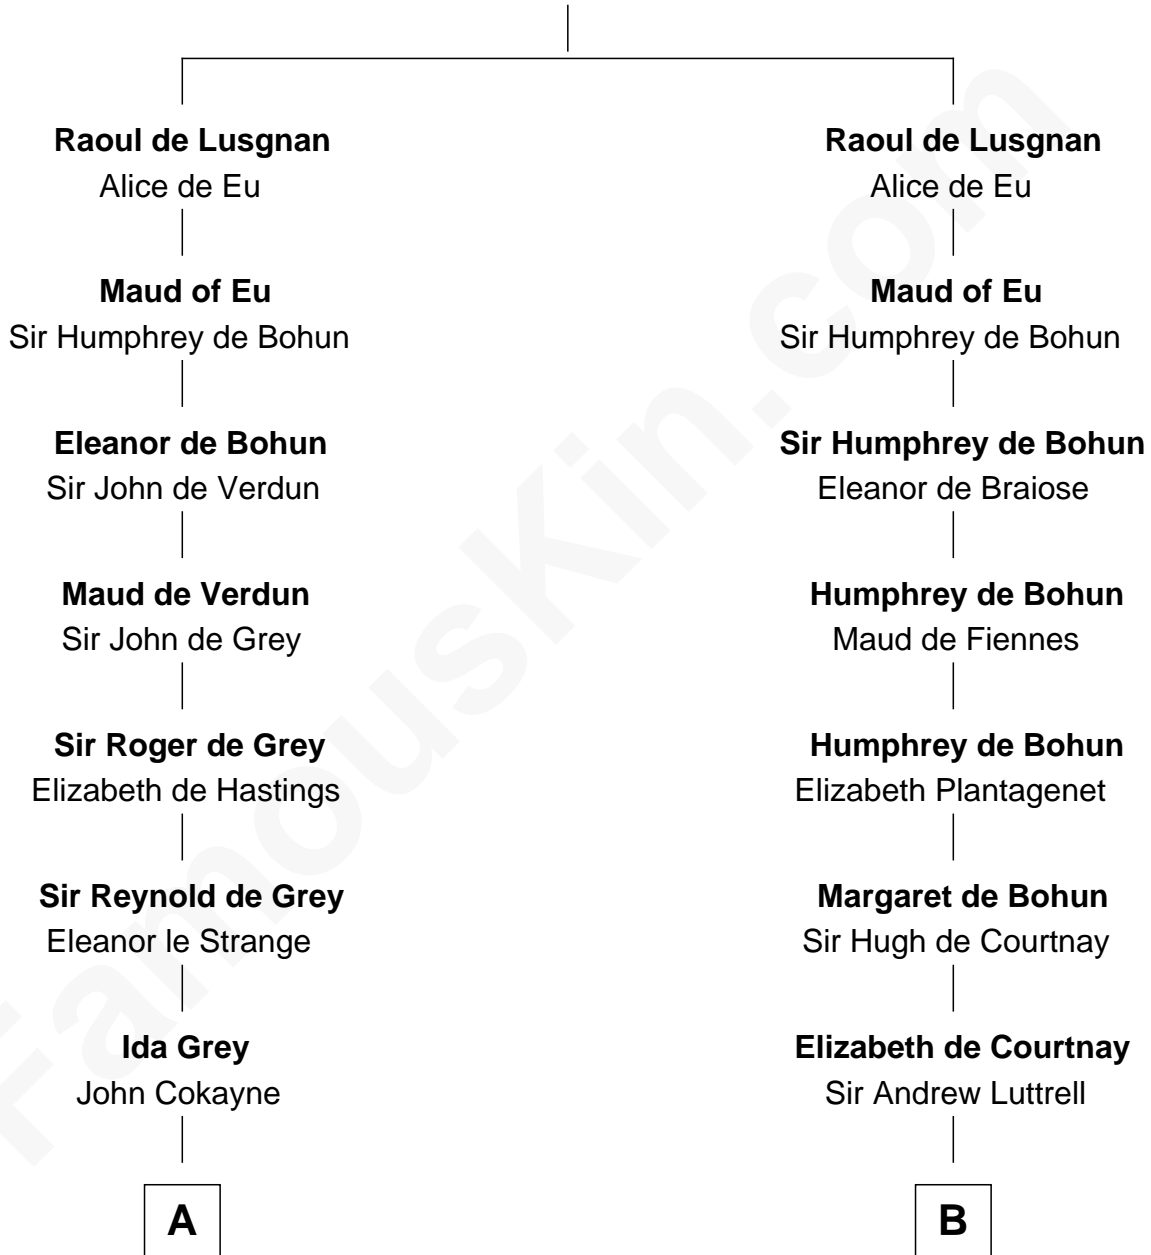 Raoul de Lusgnan
Alice de Eu
Maud of Eu
Sir Humphrey de Bohun
Eleanor de Bohun
Sir John de Verdun
Maud de Verdun
Sir John de Grey
Sir Roger de Grey
Elizabeth de Hastings
Sir Reynold de Grey
Eleanor le Strange
Ida Grey
John Cokayne
A
Raoul de Lusgnan
Alice de Eu
Maud of Eu
Sir Humphrey de Bohun
Sir Humphrey de Bohun
Eleanor de Braiose
Humphrey de Bohun
Maud de Fiennes
Humphrey de Bohun
Elizabeth Plantagenet
Margaret de Bohun
Sir Hugh de Courtnay
Elizabeth de Courtnay
Sir Andrew Luttrell
B
FamousKin.com